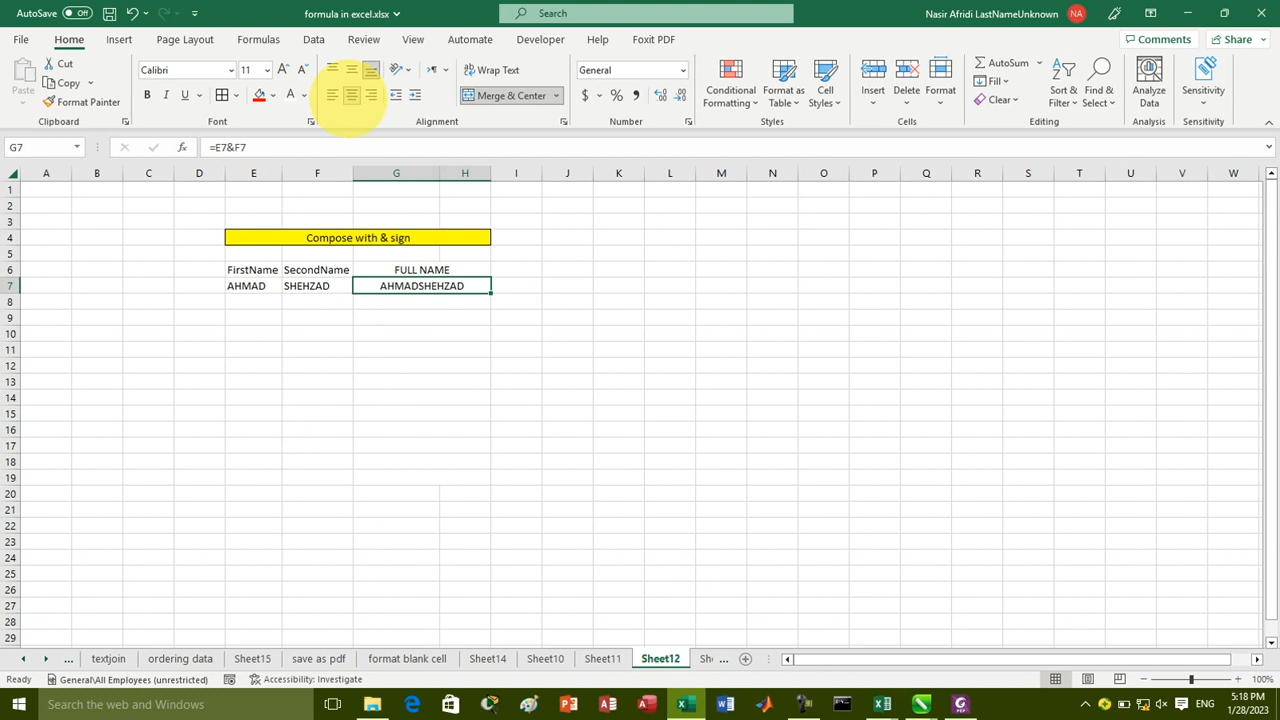 AutoSave Off formula in excel.xlsx Search Nasir Afridi LastNameUnknown NA
File Home Insert Page Layout Formulas Data Review View Automate Developer Help Foxit PDF Comments Share
Cut Calibri 11 Wrap Text General AutoSum
Copy Fill
Format Painter B I U A Merge & Center $ % Clear
Paste Conditional Formatting Format as Table Cell Styles Insert Delete Format Sort & Filter Find & Select Analyze Data Sensitivity
Clipboard Font Alignment Number Styles Cells Editing Analysis Sensitivity
G7 fx =E7&F7
A B C D E F G H I J K L M N O P Q R S T U V W
1
2
3
4 Compose with & sign
5
6 FirstName SecondName FULL NAME
7 AHMAD SHEHZAD AHMADSHEHZAD
8
9
10
11
12
13
14
15
16
17
18
19
20
21
22
23
24
25
26
27
28
29
... textjoin ordering data Sheet15 save as pdf format blank cell Sheet14 Sheet10 Sheet11 Sheet12 Sh ...
Ready General\All Employees (unrestricted) Accessibility: Investigate 100%
Search the web and Windows ENG 5:18 PM
1/28/2023